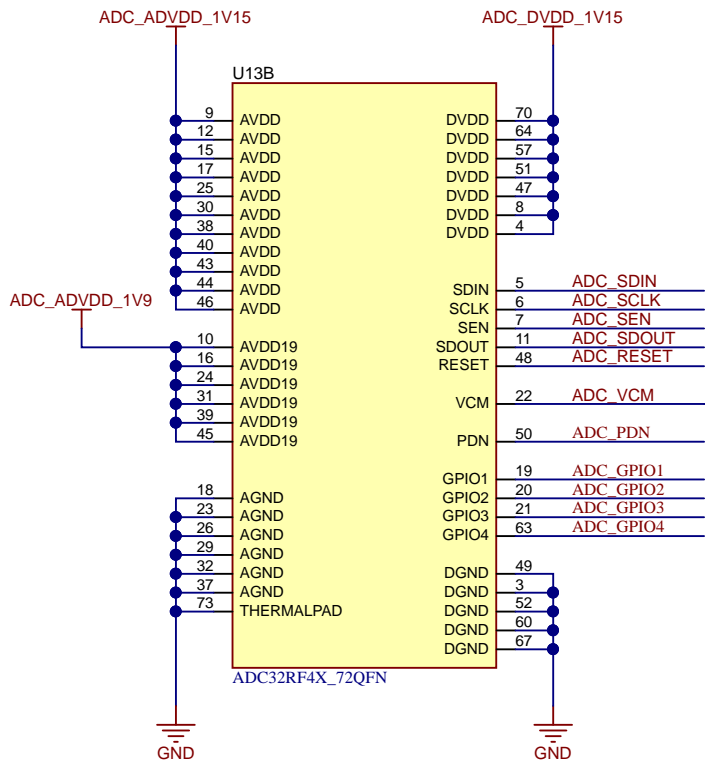 ADC_ADVDD_1V15 ADC_DVDD_1V15
U13B
9 AVDD DVDD 70
12 AVDD DVDD 64
15 AVDD DVDD 57
17 AVDD DVDD 51
25 AVDD DVDD 47
30 AVDD DVDD 8
38 AVDD DVDD 4
40 AVDD
43 AVDD
44 AVDD SDIN 5 ADC_SDIN
46 AVDD SCLK 6 ADC_SCLK
ADC_ADVDD_1V9 SEN 7 ADC_SEN
10 AVDD19 SDOUT 11 ADC_SDOUT
16 AVDD19 RESET 48 ADC_RESET
24 AVDD19
31 AVDD19 VCM 22 ADC_VCM
39 AVDD19
45 AVDD19 PDN 50 ADC_PDN
GPIO1 19 ADC_GPIO1
18 AGND GPIO2 20 ADC_GPIO2
23 AGND GPIO3 21 ADC_GPIO3
26 AGND GPIO4 63 ADC_GPIO4
29 AGND
32 AGND DGND 49
37 AGND DGND 3
73 THERMALPAD DGND 52
DGND 60
DGND 67
ADC32RF4X_72QFN
GND GND